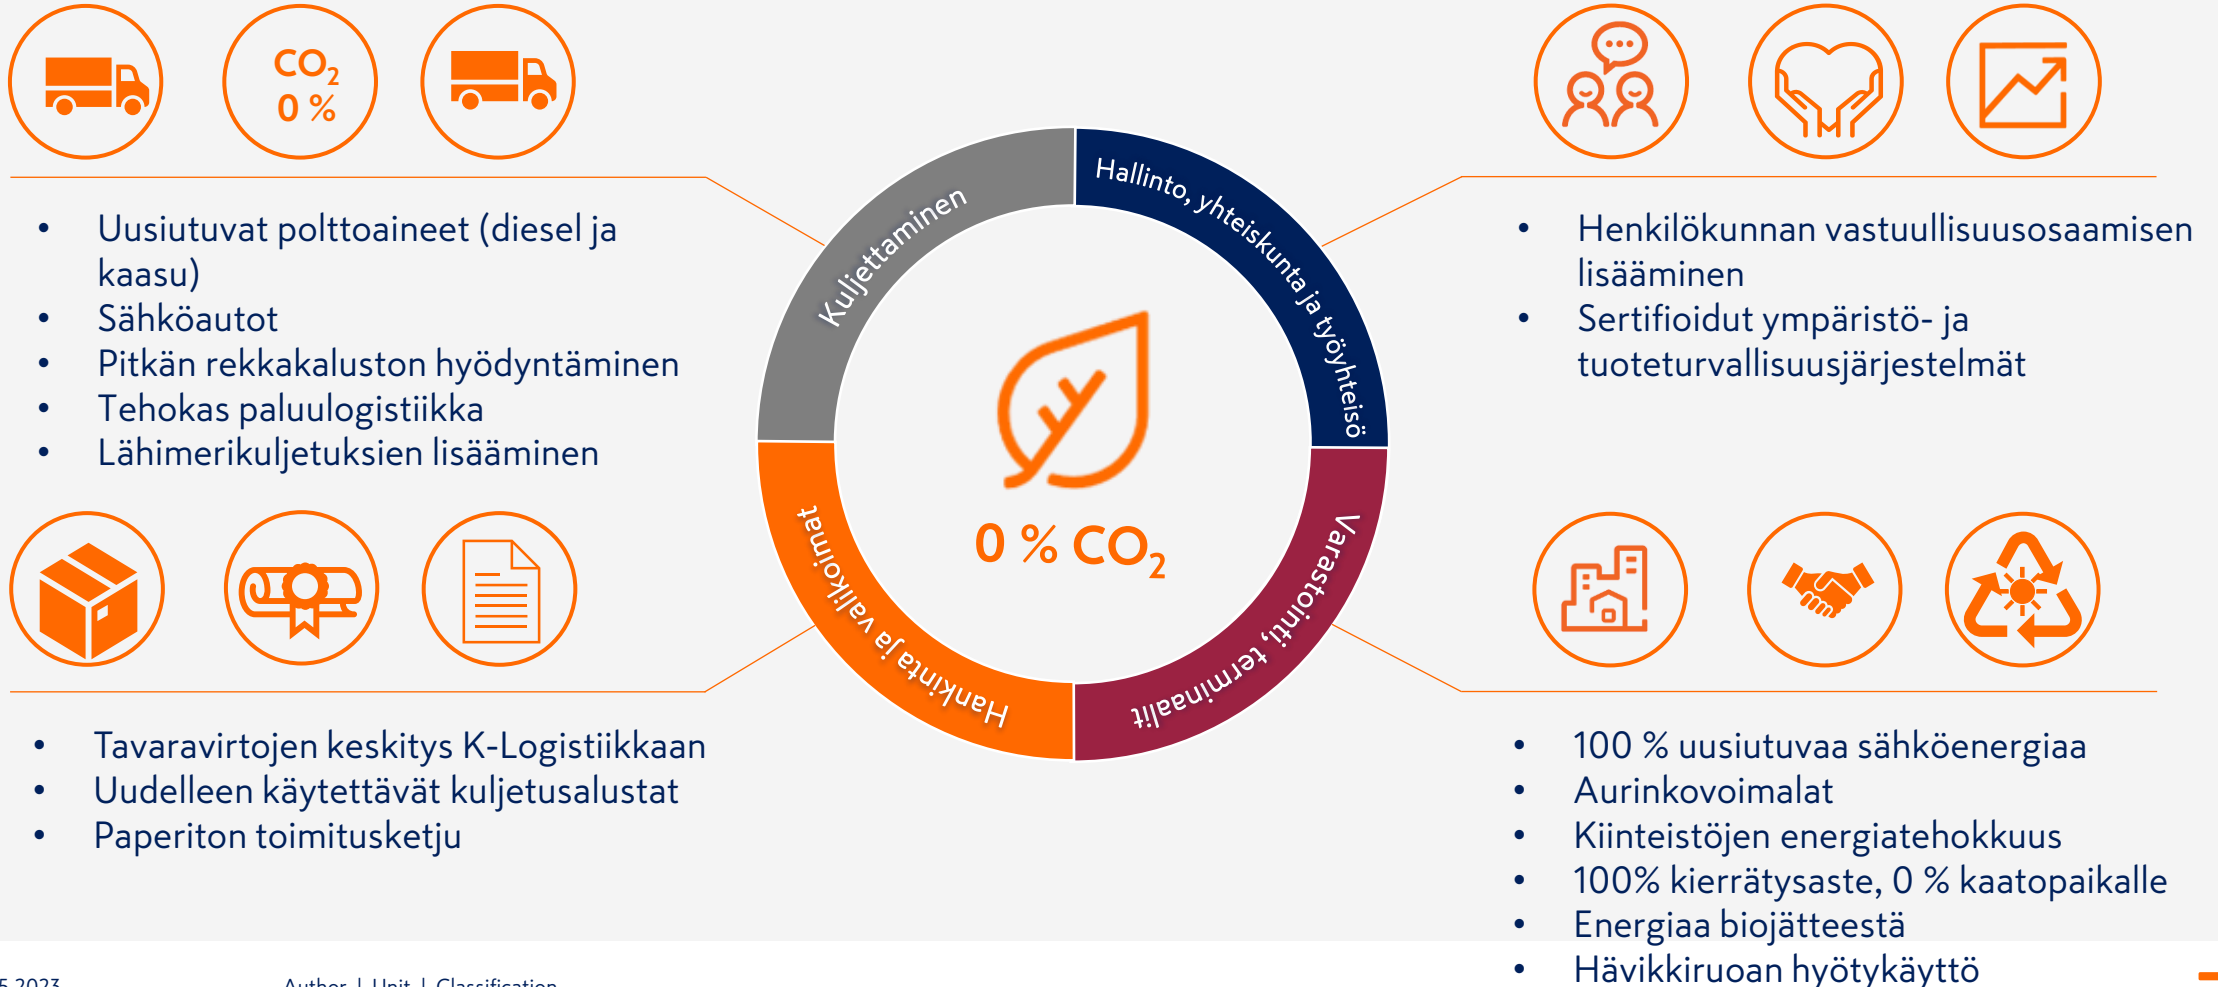 CO₂
0 %
• Uusiutuvat polttoaineet (diesel ja
kaasu)
• Sähköautot
• Pitkän rekkakaluston hyödyntäminen
• Tehokas paluulogistiikka
• Lähimerikuljetuksien lisääminen
• Tavaravirtojen keskitys K-Logistiikkaan
• Uudelleen käytettävät kuljetusalustat
• Paperiton toimitusketju
Kuljettaminen
Hallinto, yhteiskunta ja työyhteisö
Hankinta ja valikoimat
Varastointi, terminaalit
0 % CO₂
• Henkilökunnan vastuullisuusosaamisen
lisääminen
• Sertifioidut ympäristö- ja
tuoteturvallisuusjärjestelmät
• 100 % uusiutuvaa sähköenergiaa
• Aurinkovoimalat
• Kiinteistöjen energiatehokkuus
• 100% kierrätysaste, 0 % kaatopaikalle
• Energiaa biojätteestä
• Hävikkiruoan hyötykäyttö
5.2023
Author | Unit | Classification